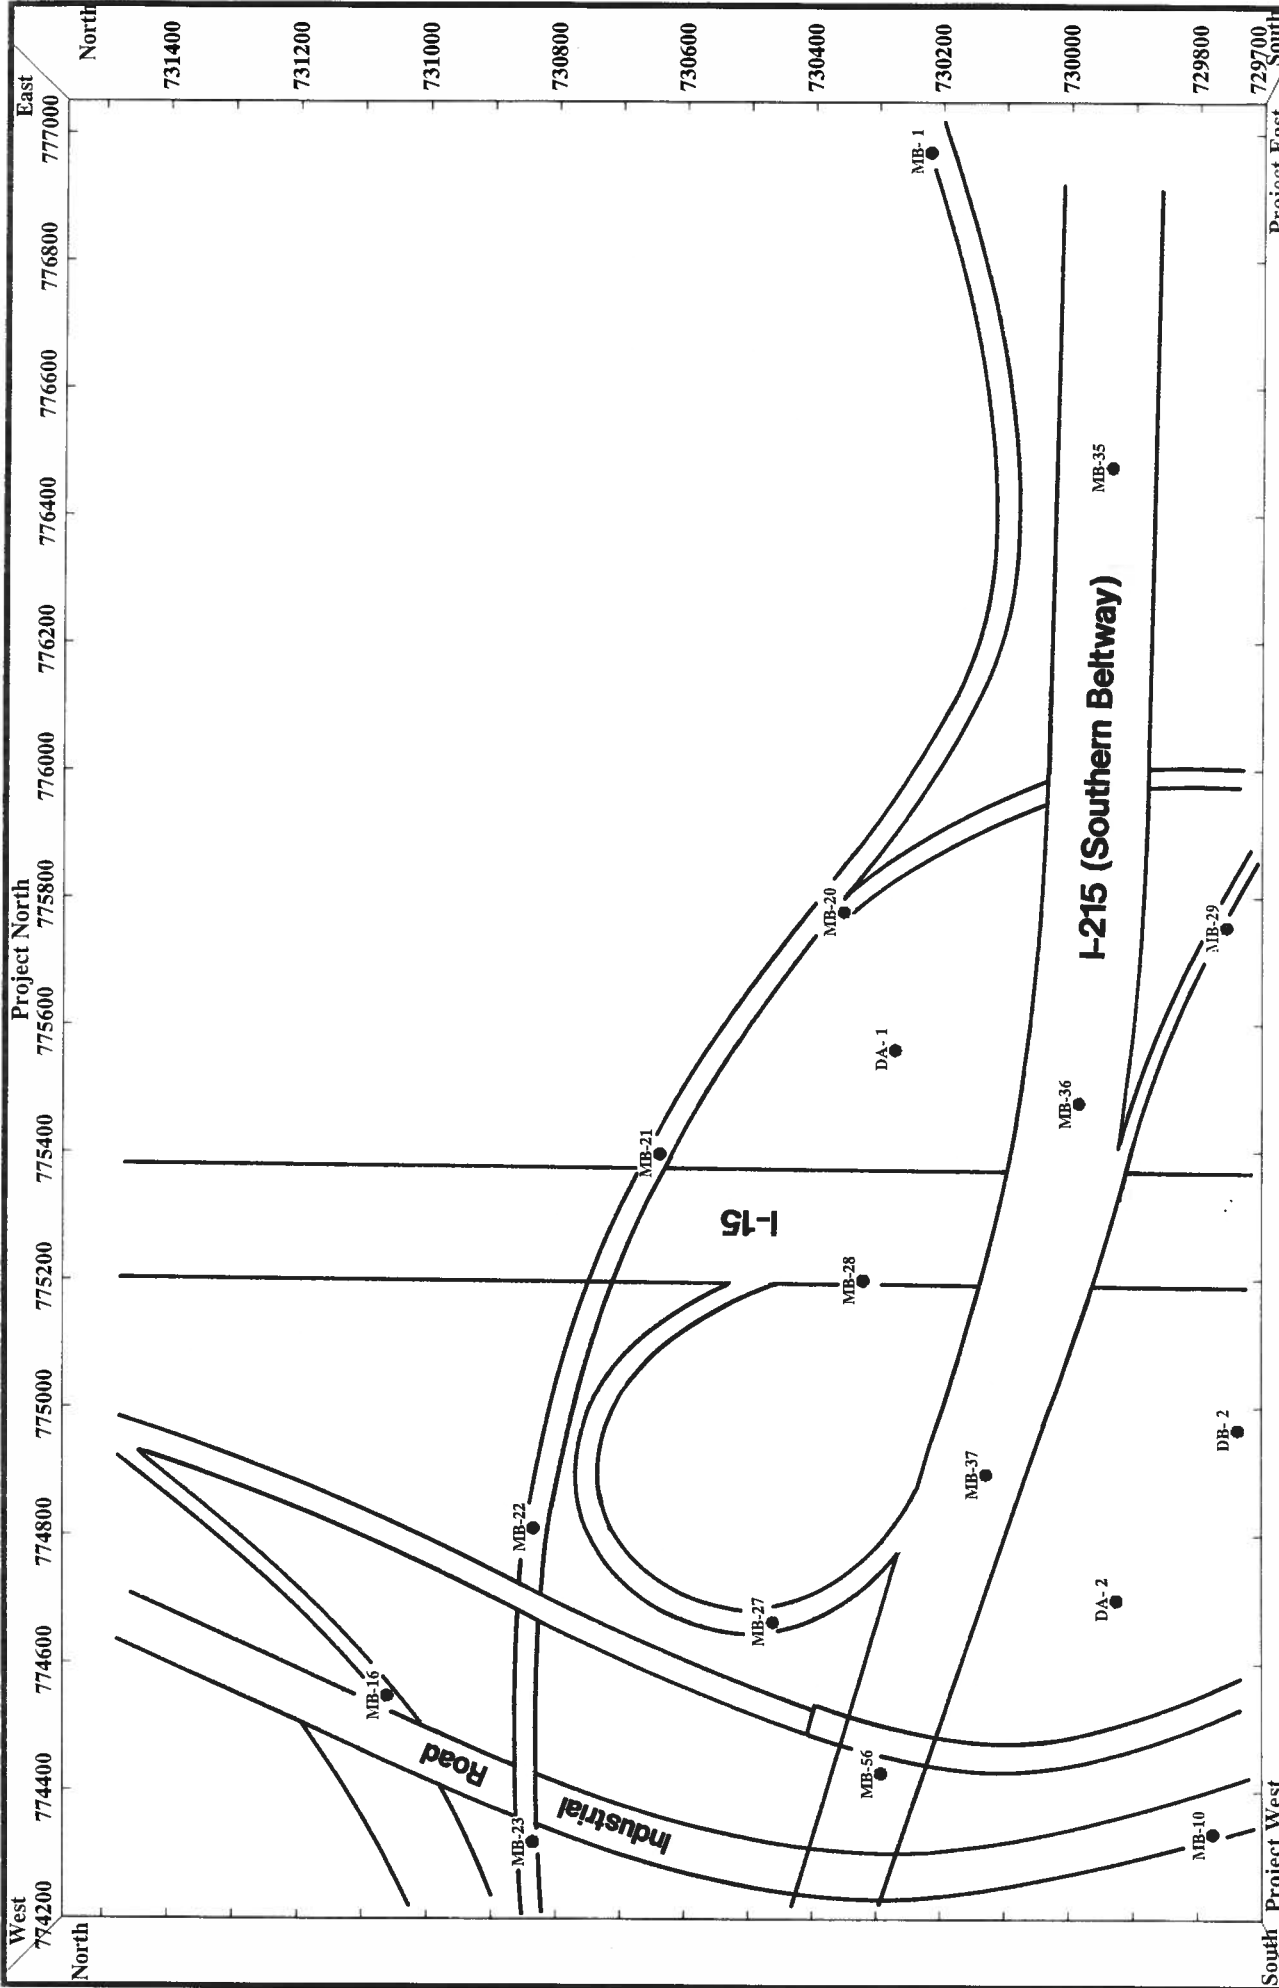 West
Project North
East
774200
774400
774600
774800
775000
775200
775400
775600
775800
776000
776200
776400
776600
776800
777000
North
North
731400
731200
731000
730800
730600
730400
730200
730000
729800
729700
South
South
Project West
Project East
MB-16
MB-23
MB-22
MB-21
MB-20
MB-1
MB-27
MB-28
DA-1
MB-56
MB-37
MB-36
MB-35
MB-10
DA-2
DB-2
MB-29
Industrial
Road
I-15
I-215 (Southern Beltway)